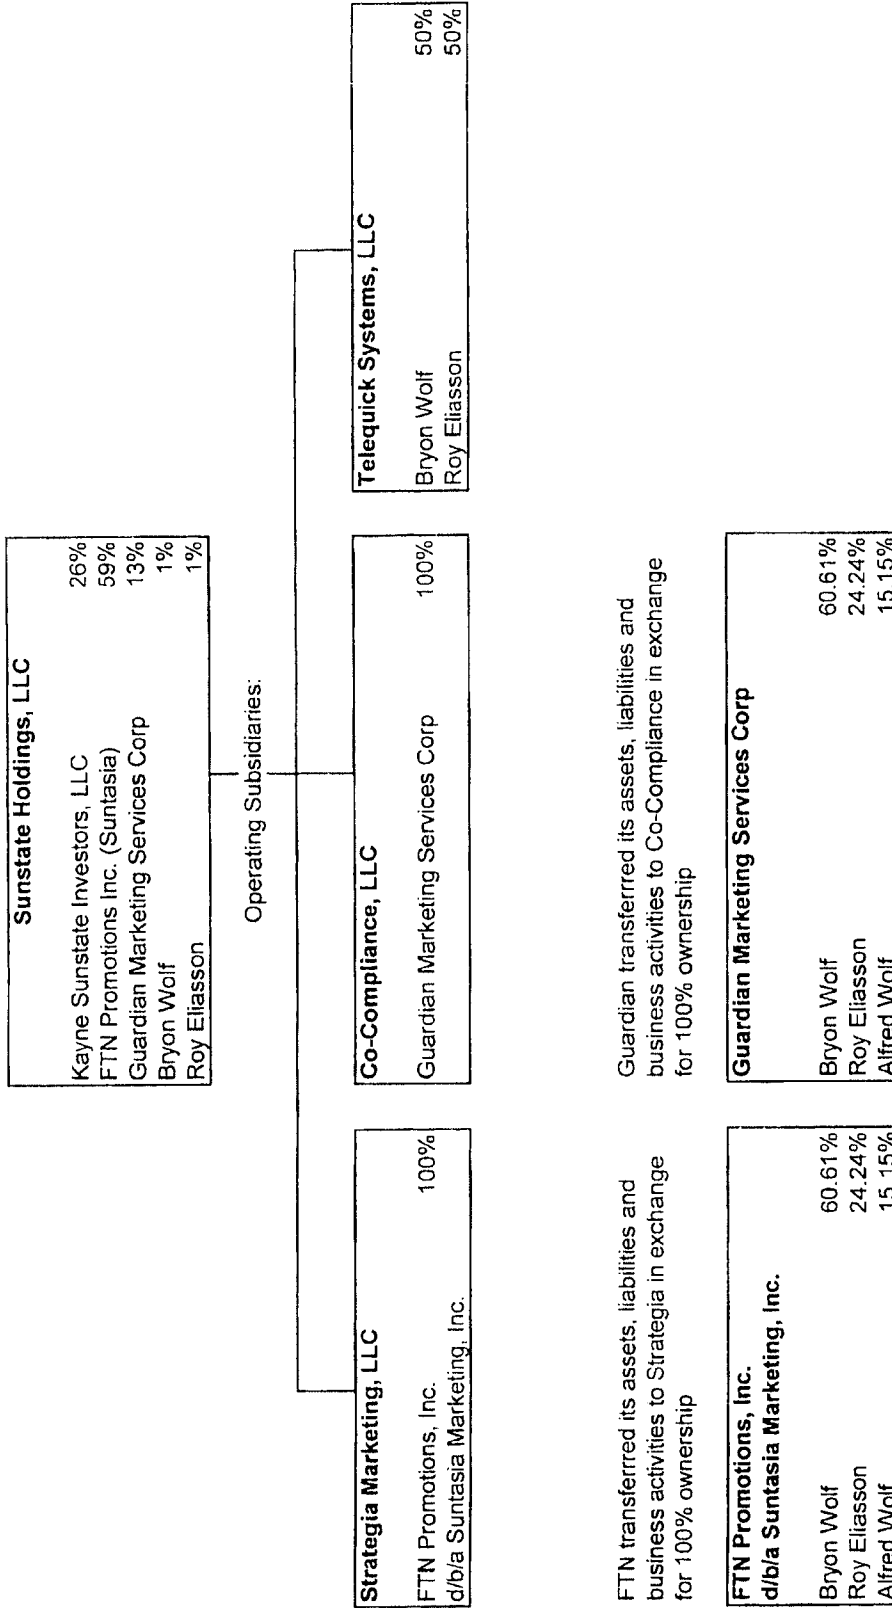 Sunstate Holdings, LLC
Kayne Sunstate Investors, LLC 26%
FTN Promotions Inc. (Suntasia) 59%
Guardian Marketing Services Corp 13%
Bryon Wolf 1%
Roy Eliasson 1%
Operating Subsidiaries:
Strategia Marketing, LLC
FTN Promotions, Inc. 100%
d/b/a Suntasia Marketing, Inc.
Co-Compliance, LLC
Guardian Marketing Services Corp 100%
Telequick Systems, LLC
Bryon Wolf 50%
Roy Eliasson 50%
FTN transferrred its assets, liabilities and
business activities to Strategia in exchange
for 100% ownership
Guardian transferrred its assets, liabilities and
business activities to Co-Compliance in exchange
for 100% ownership
FTN Promotions, Inc.
d/b/a Suntasia Marketing, Inc.
Bryon Wolf 60.61%
Roy Eliasson 24.24%
Alfred Wolf 15.15%
Guardian Marketing Services Corp
Bryon Wolf 60.61%
Roy Eliasson 24.24%
Alfred Wolf 15.15%